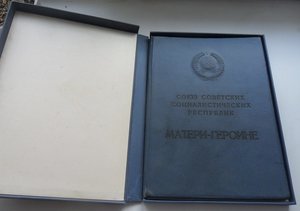 СОЮЗ СОВЕТСКИХ
СОЦИАЛИСТИЧЕСКИХ
РЕСПУБЛИК
МАТЕРИ-ГЕРОИНЕ